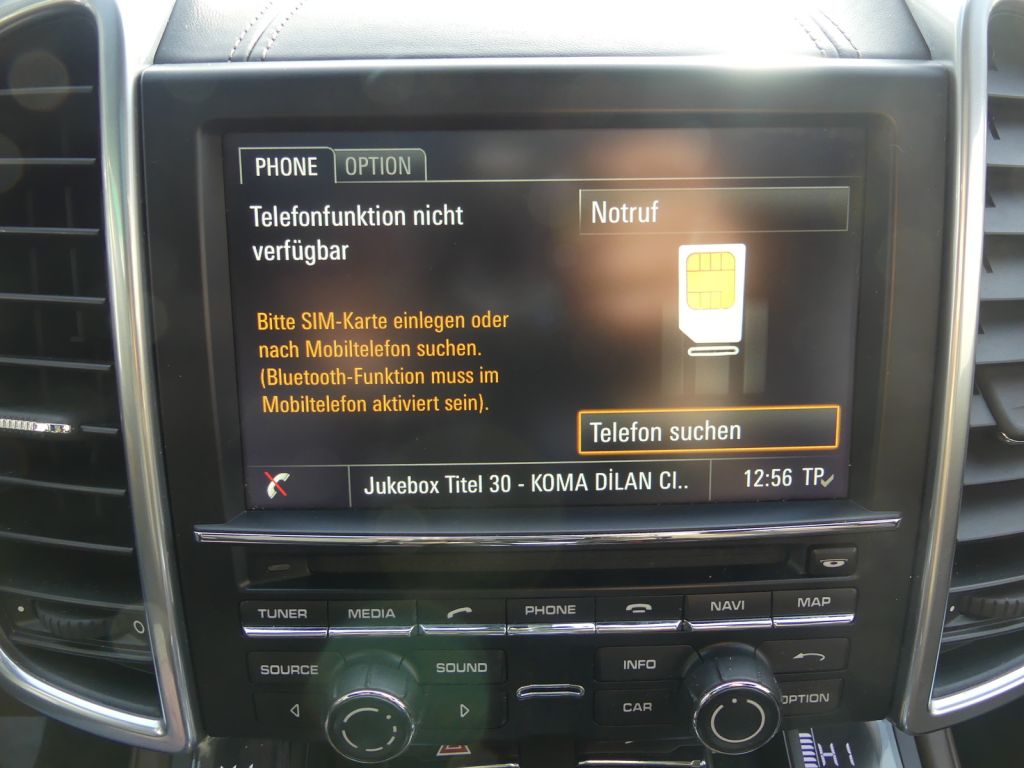 PHONE OPTION
Telefonfunktion nicht
verfügbar
Notruf
Bitte SIM-Karte einlegen oder
nach Mobiltelefon suchen.
(Bluetooth-Funktion muss im
Mobiltelefon aktiviert sein).
Telefon suchen
Jukebox Titel 30 - KOMA DİLAN CI.. 12:56 TP
TUNER MEDIA PHONE NAVI MAP
SOURCE SOUND INFO
CAR OPTION